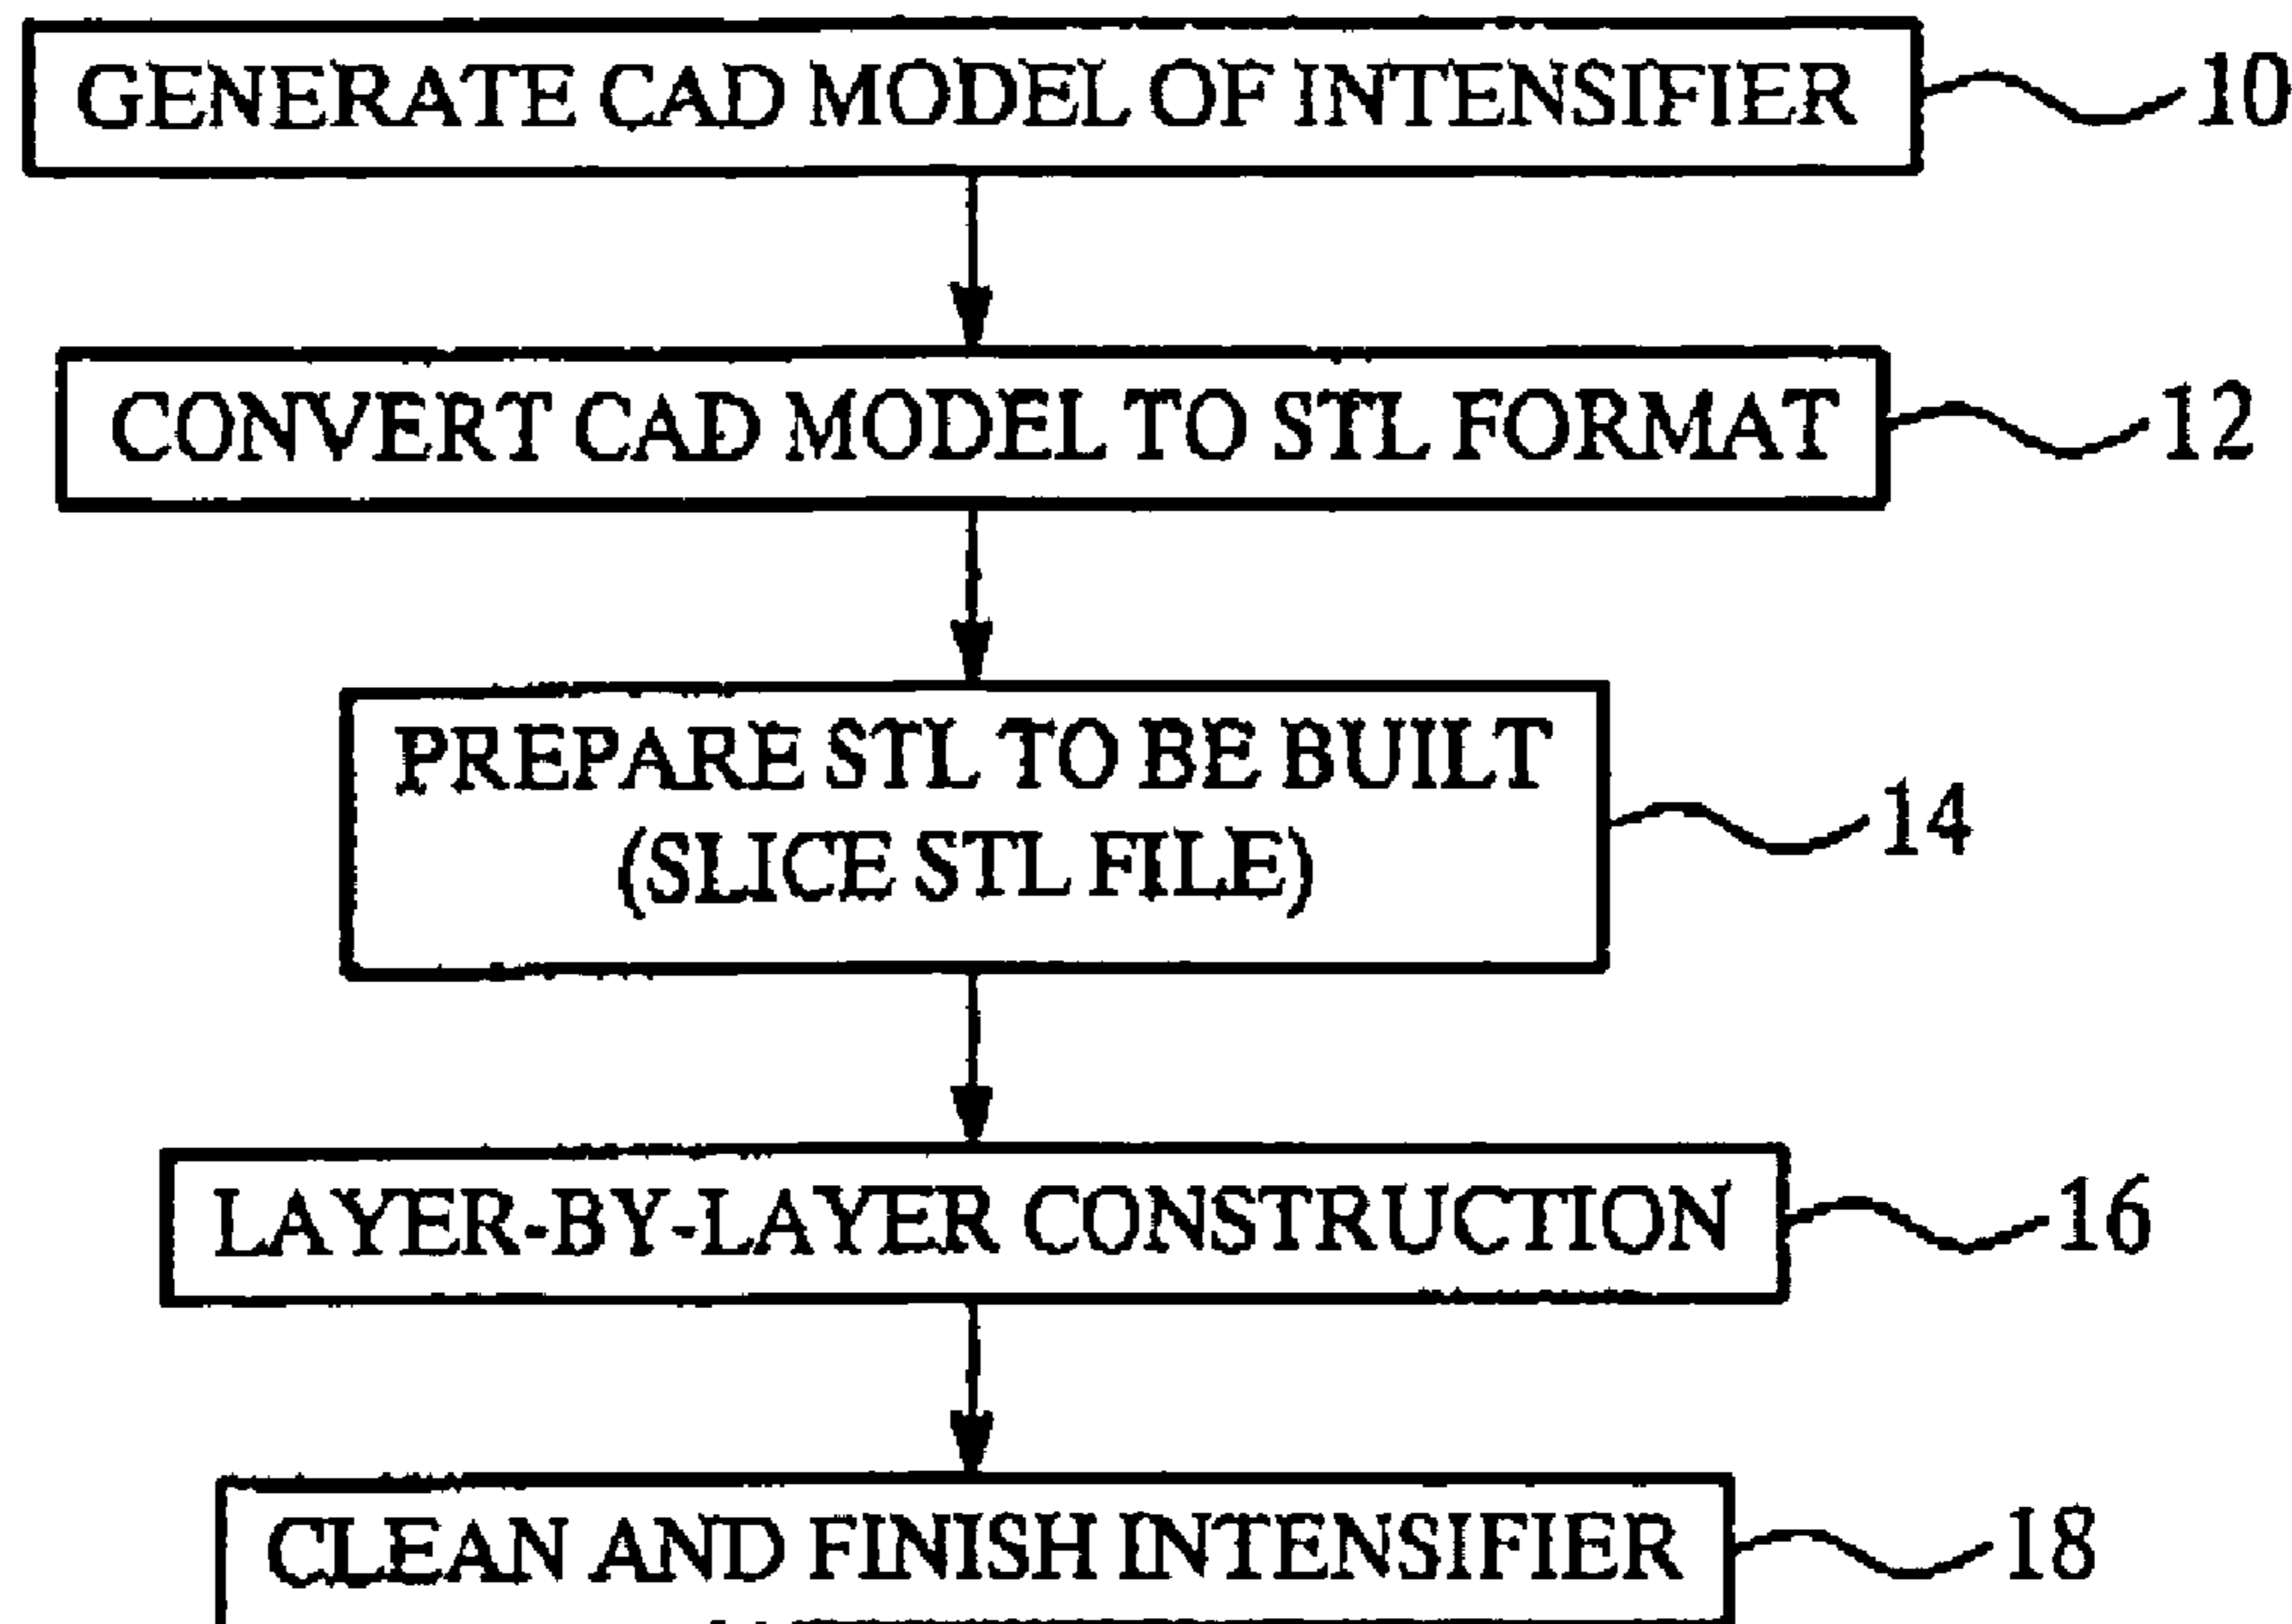 GENERATE CAD MODEL OF INTENSIFIER 10
CONVERT CAD MODEL TO STL FORMAT 12
PREPARE STL TO BE BUILT
(SLICE STL FILE) 14
LAYER-BY-LAYER CONSTRUCTION 16
CLEAN AND FINISH INTENSIFIER 18